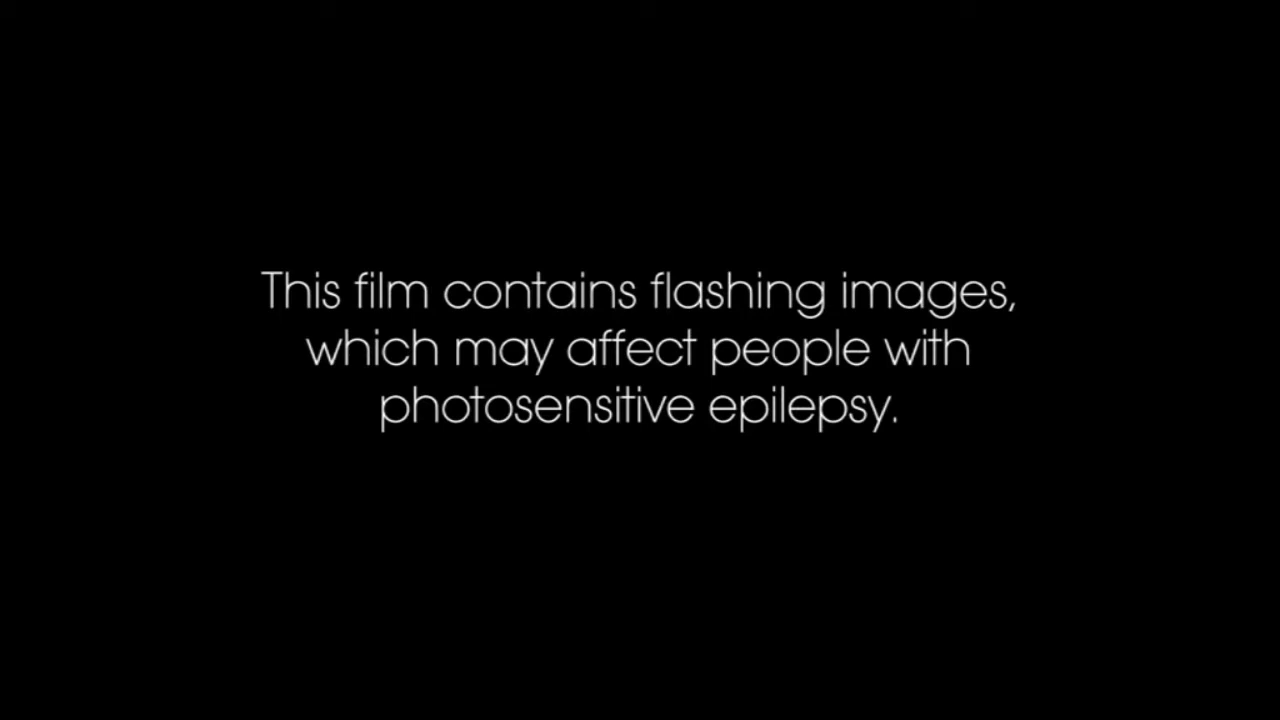 This film contains flashing images,
which may affect people with
photosensitive epilepsy.